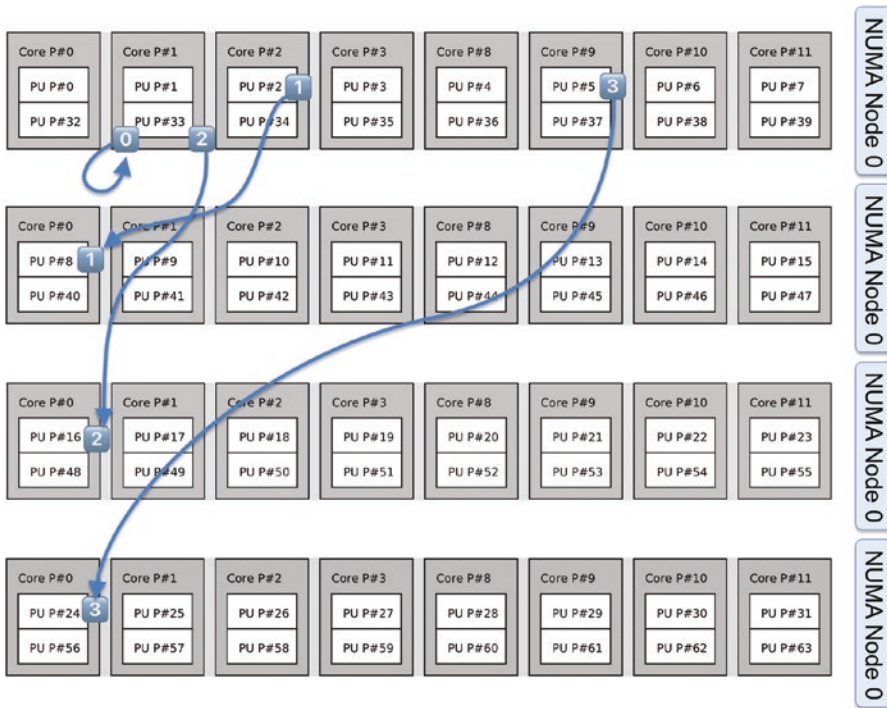 Core P#0 Core P#1 Core P#2 Core P#3 Core P#8 Core P#9 Core P#10 Core P#11
PU P#0 PU P#1 PU P#2 1 PU P#3 PU P#4 PU P#5 3 PU P#6 PU P#7
PU P#32 PU P#33 PU P#34 PU P#35 PU P#36 PU P#37 PU P#38 PU P#39
0 2
NUMA Node 0
Core P#0 Core P#1 Core P#2 Core P#3 Core P#8 Core P#9 Core P#10 Core P#11
PU P#8 1 PU P#9 PU P#10 PU P#11 PU P#12 PU P#13 PU P#14 PU P#15
PU P#40 PU P#41 PU P#42 PU P#43 PU P#44 PU P#45 PU P#46 PU P#47
NUMA Node 0
Core P#0 Core P#1 Core P#2 Core P#3 Core P#8 Core P#9 Core P#10 Core P#11
PU P#16 2 PU P#17 PU P#18 PU P#19 PU P#20 PU P#21 PU P#22 PU P#23
PU P#48 PU P#49 PU P#50 PU P#51 PU P#52 PU P#53 PU P#54 PU P#55
NUMA Node 0
Core P#0 Core P#1 Core P#2 Core P#3 Core P#8 Core P#9 Core P#10 Core P#11
PU P#24 3 PU P#25 PU P#26 PU P#27 PU P#28 PU P#29 PU P#30 PU P#31
PU P#56 PU P#57 PU P#58 PU P#59 PU P#60 PU P#61 PU P#62 PU P#63
NUMA Node 0